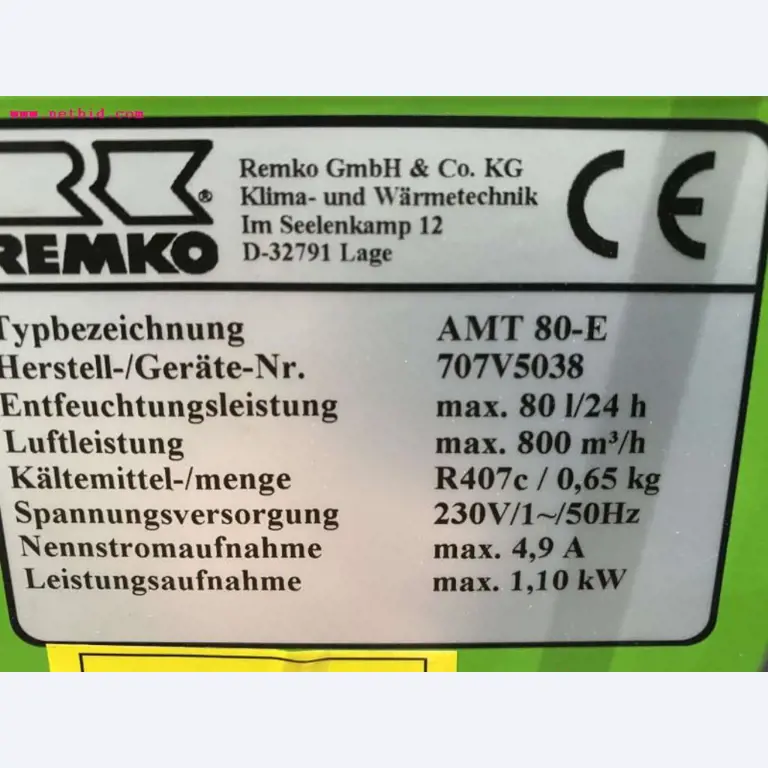 www.netbid.com
Remko GmbH & Co. KG
Klima- und Wärmetechnik
Im Seelenkamp 12
D-32791 Lage
CE
®
REMKO
Typbezeichnung AMT 80-E
Herstell-/Geräte-Nr. 707V5038
Entfeuchtungsleistung max. 80 l/24 h
Luftleistung max. 800 m³/h
Kältemittel-/menge R407c / 0,65 kg
Spannungsversorgung 230V/1~/50Hz
Nennstromaufnahme max. 4,9 A
Leistungsaufnahme max. 1,10 kW